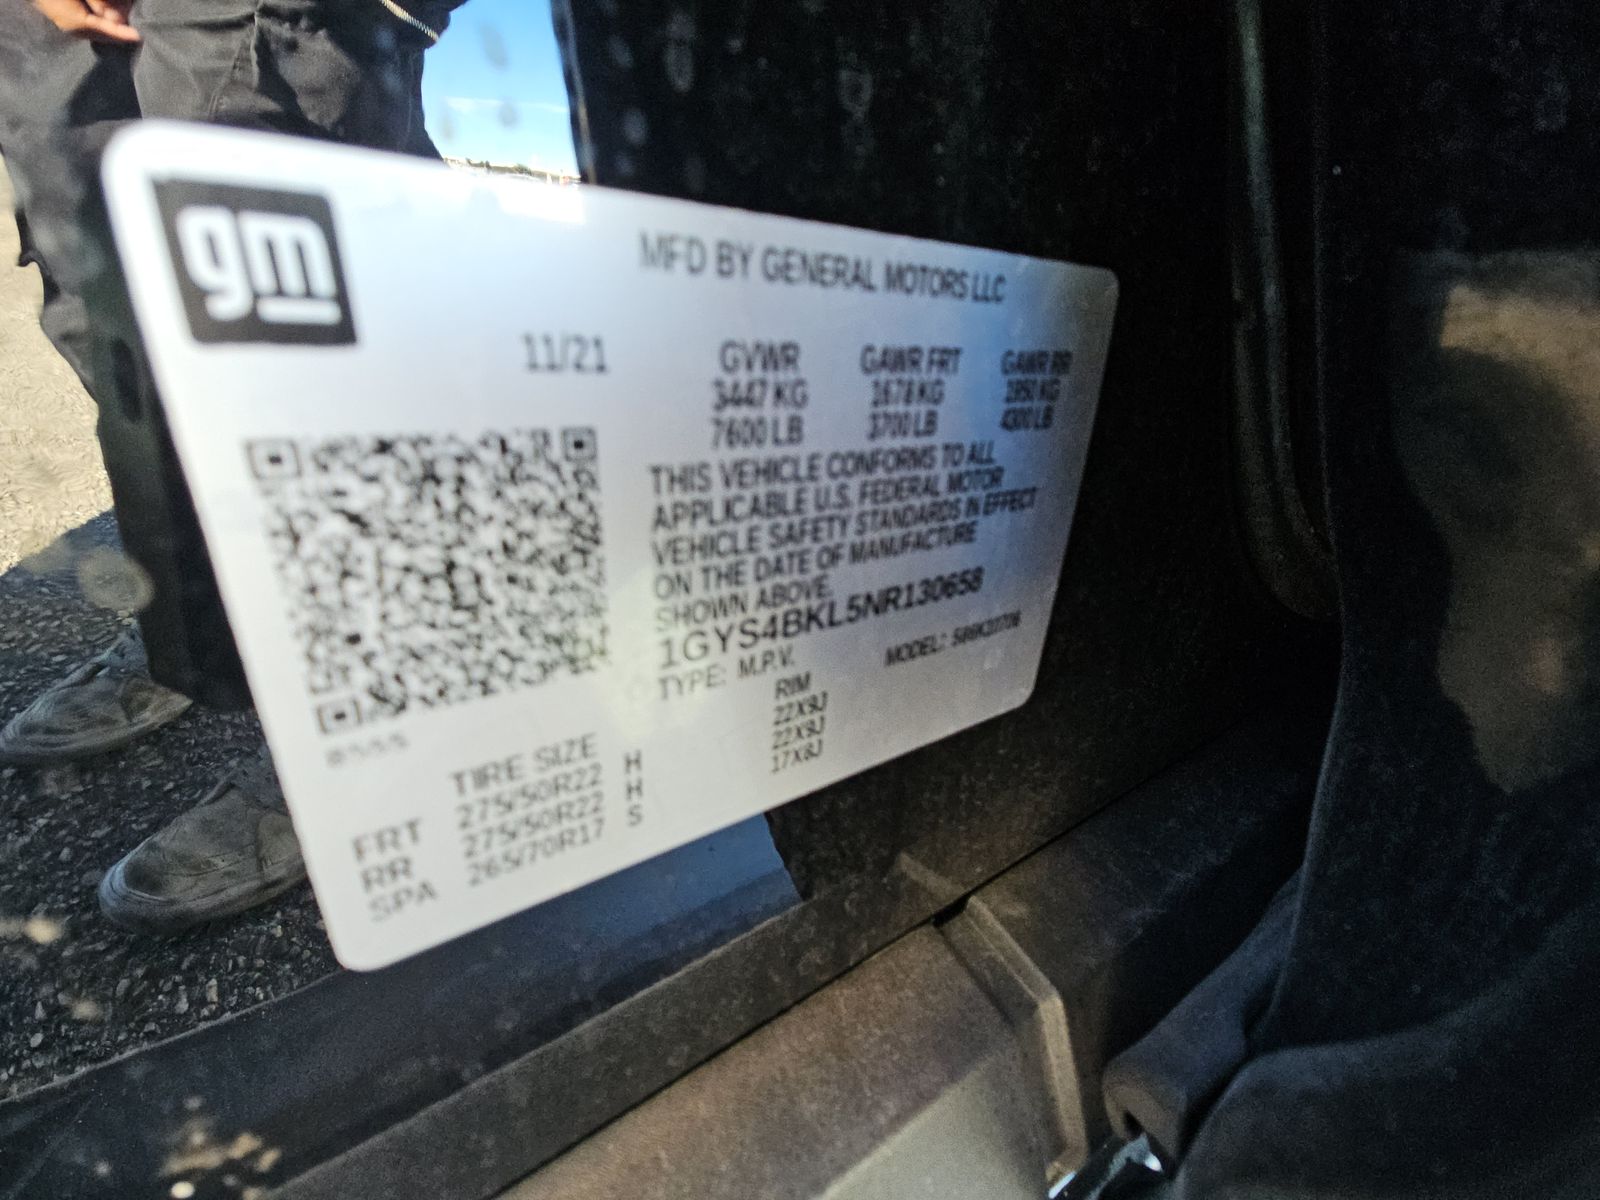 gm
MFD BY GENERAL MOTORS LLC
11/21
GVWR GAWR FRT GAWR RR
3447 KG 1678 KG 1950 KG
7600 LB 3700 LB 4300 LB
THIS VEHICLE CONFORMS TO ALL
APPLICABLE U.S. FEDERAL MOTOR
VEHICLE SAFETY STANDARDS IN EFFECT
ON THE DATE OF MANUFACTURE
SHOWN ABOVE.
1GYS4BKL5NR130658
TYPE: M.P.V. MODEL:
TIRE SIZE RIM
FRT 275/50R22 H 22X9J
RR 275/50R22 H 22X9J
SPA 265/70R17 S 17X8J